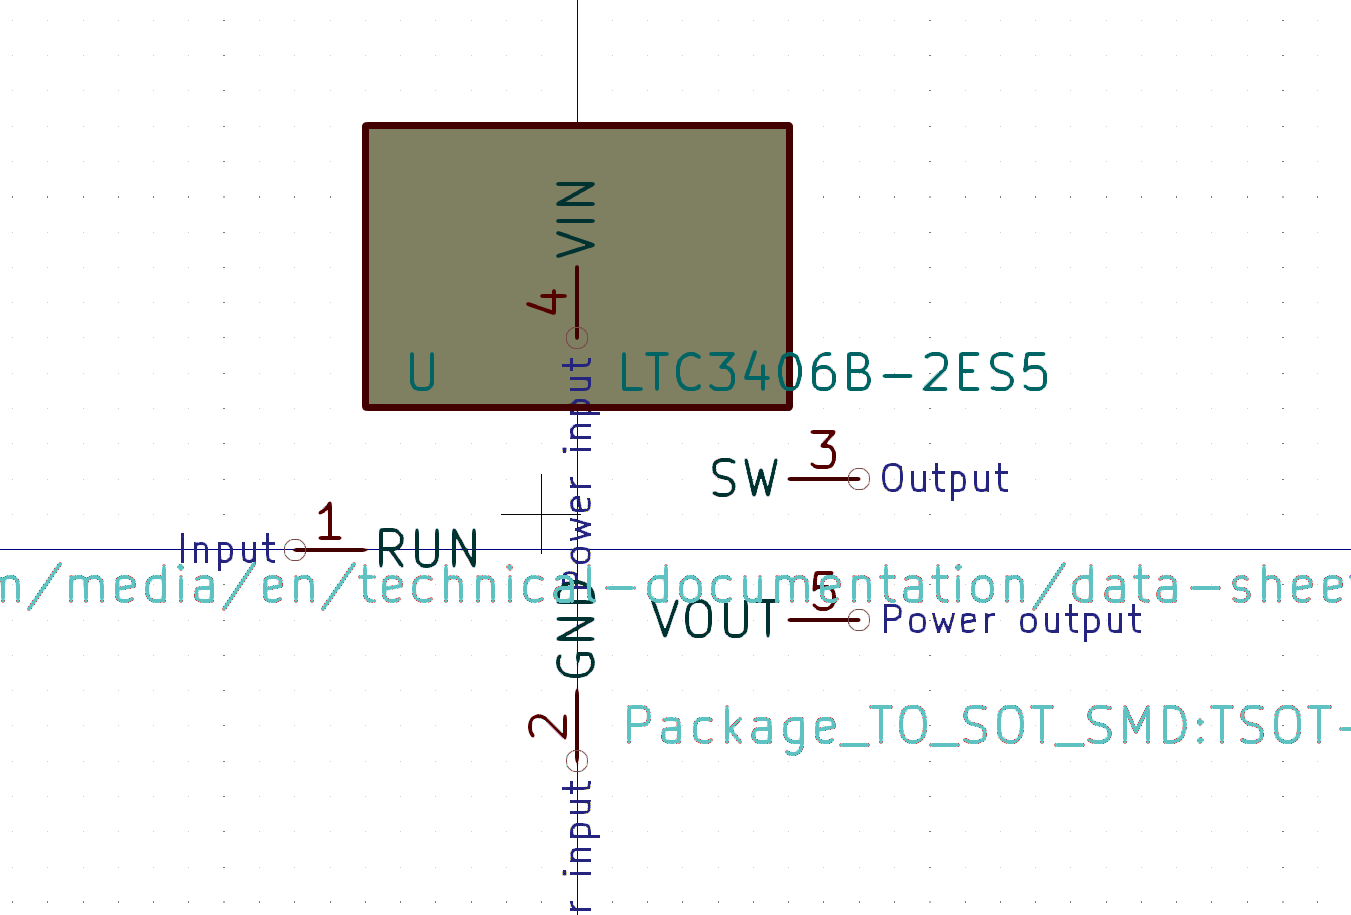 VIN
4
U
LTC3406B-2ES5
Power input
3
SW
Output
1
Input
RUN
m/media/en/technical-documentation/data-sheet
5
VOUT
Power output
GND
2
Package_TO_SOT_SMD:TSOT-
r input